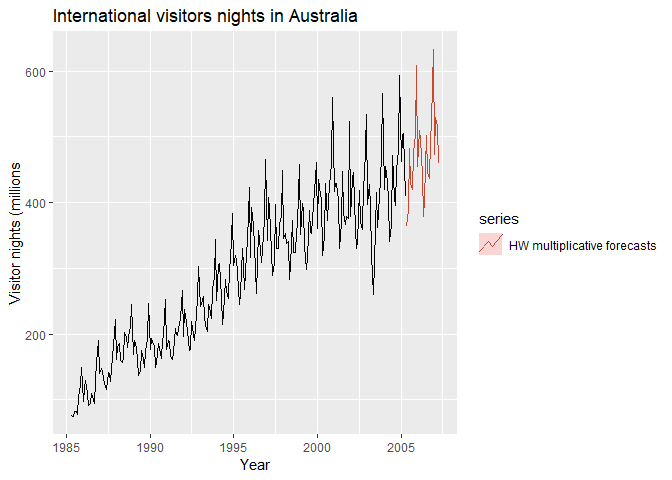 International visitors nights in Australia
600
400
200
Visitor nights (millions
1985
1990
1995
2000
2005
Year
series
HW multiplicative forecasts